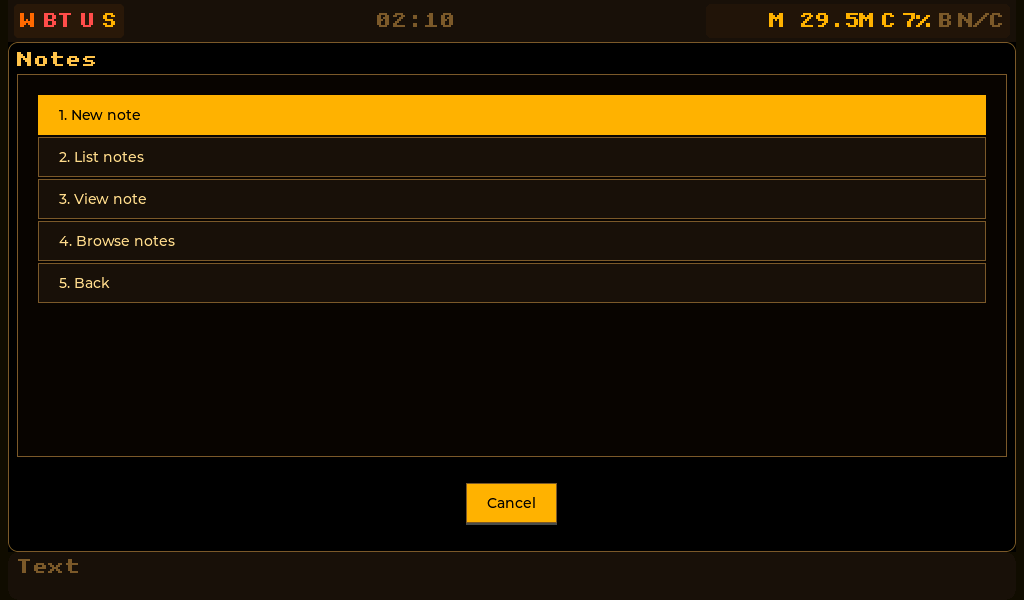 W BT U S 02:10 M 29.5M C 7% B N/C
Notes
1. New note
2. List notes
3. View note
4. Browse notes
5. Back
Cancel
Text